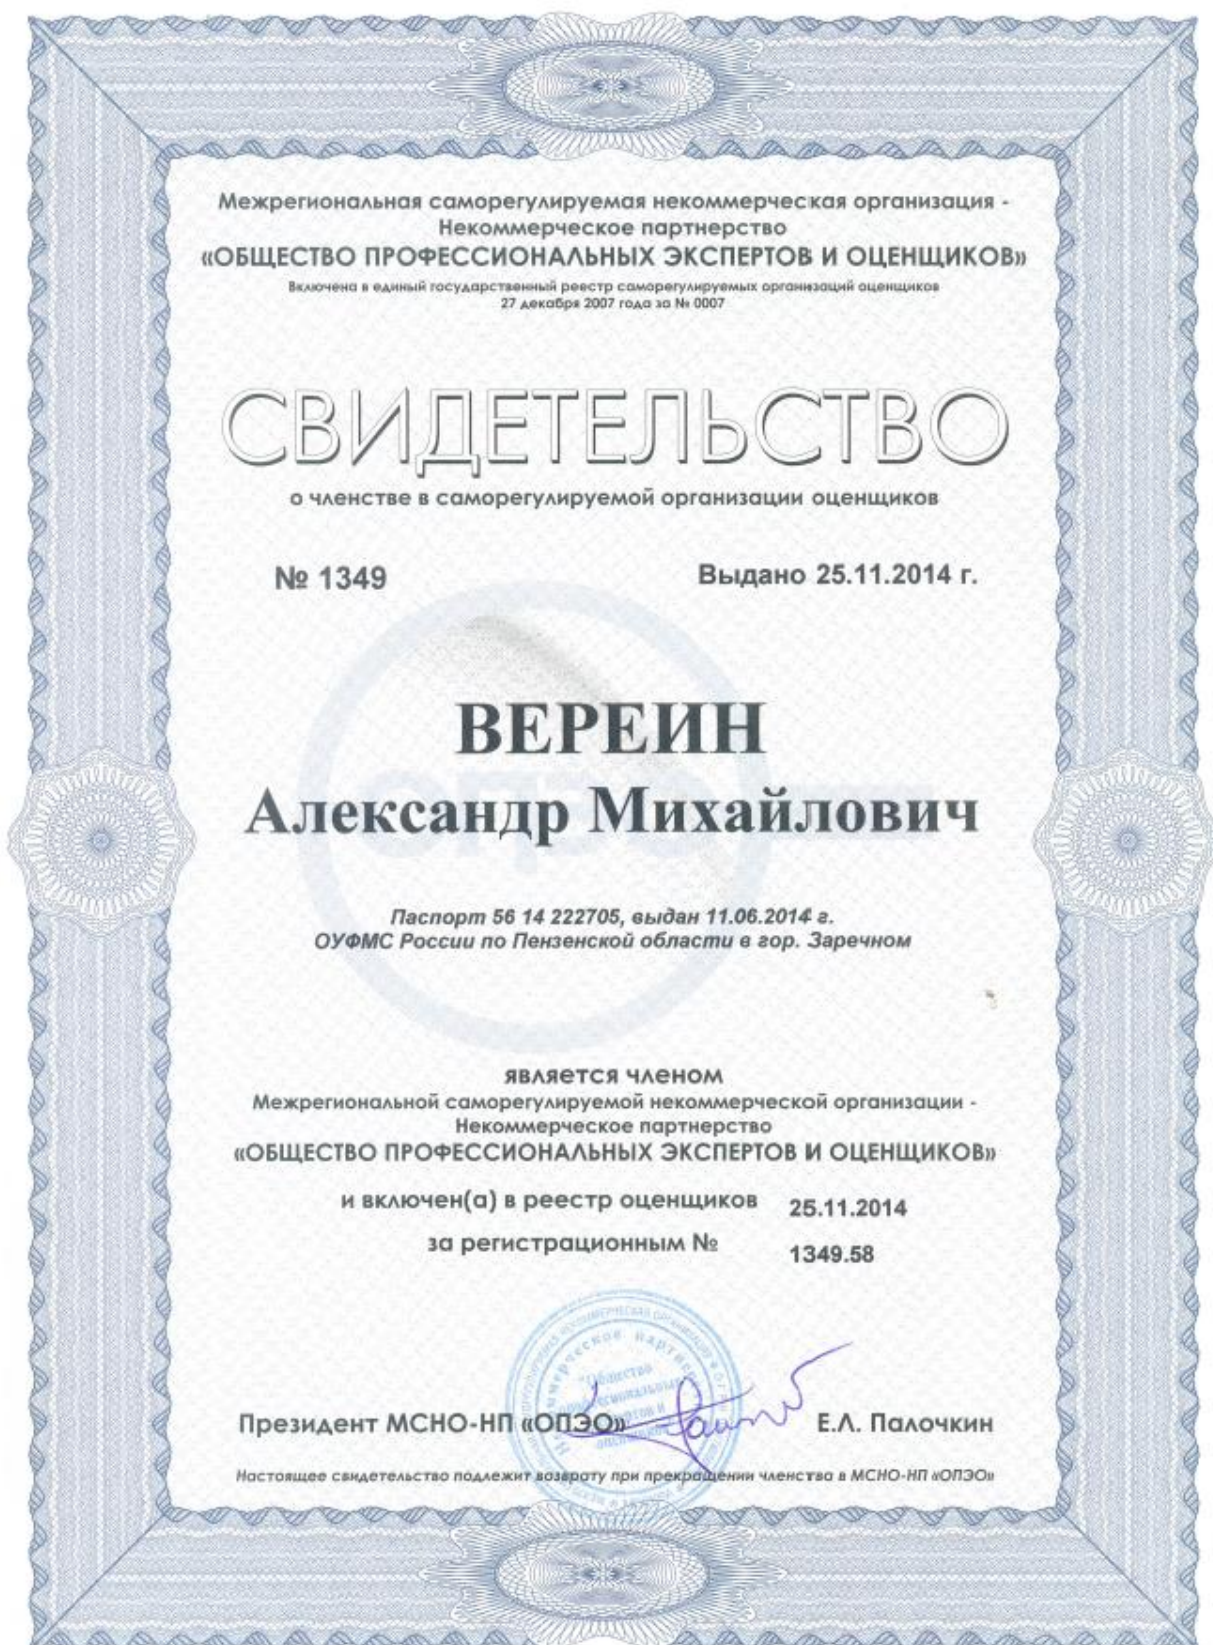 Межрегиональная саморегулируемая некоммерческая организация -
Некоммерческое партнерство
«ОБЩЕСТВО ПРОФЕССИОНАЛЬНЫХ ЭКСПЕРТОВ И ОЦЕНЩИКОВ»
Включена в единый государственный реестр саморегулируемых организаций оценщиков
27 декабря 2007 года за № 0007
СВИДЕТЕЛЬСТВО
о членстве в саморегулируемой организации оценщиков
№ 1349
Выдано 25.11.2014 г.
опэо
ВЕРЕИН
Александр Михайлович
Паспорт 56 14 222705, выдан 11.06.2014 г.
ОУФМС России по Пензенской области в гор. Заречном
является членом
Межрегиональной саморегулируемой некоммерческой организации -
Некоммерческое партнерство
«ОБЩЕСТВО ПРОФЕССИОНАЛЬНЫХ ЭКСПЕРТОВ И ОЦЕНЩИКОВ»
и включен(а) в реестр оценщиков 25.11.2014
за регистрационным № 1349.58
"Общество
Президент МСНО-НП «ОПЭО»
Е.Л. Палочкин
Настоящее свидетельство подлежит возврату при прекращении членства в МСНО-НП «ОПЭО»